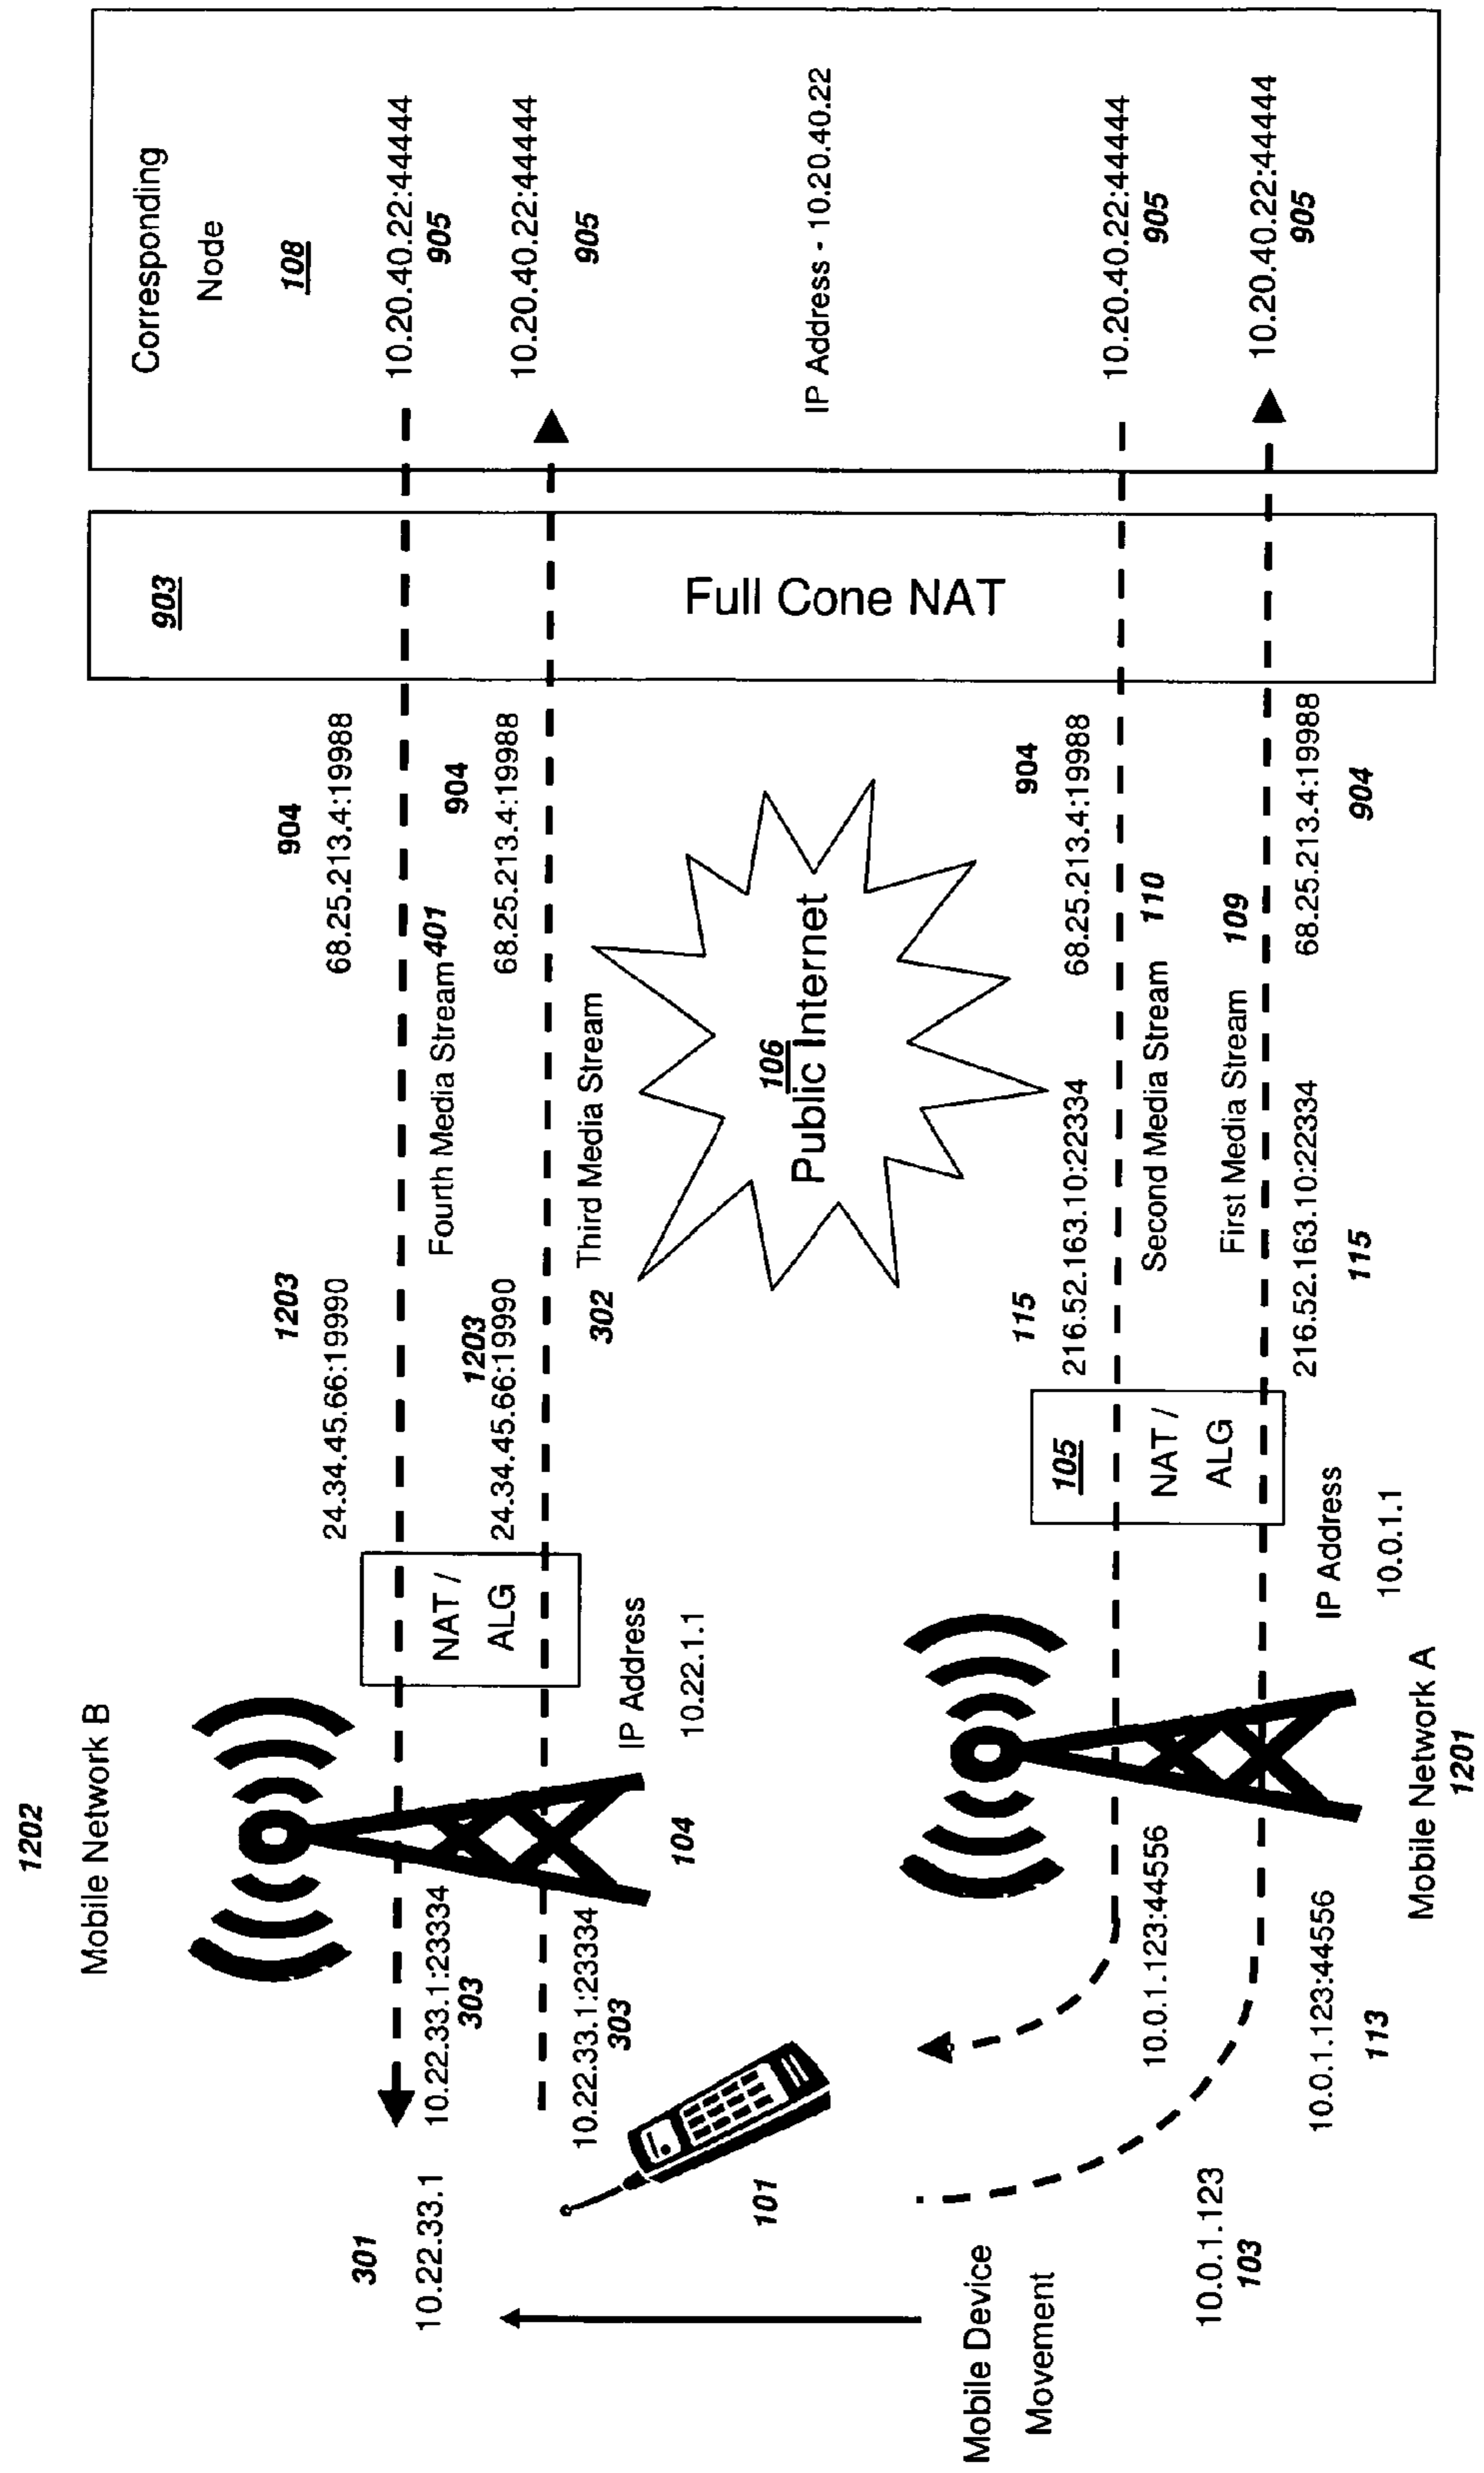 1202
Mobile Network B
301
10.22.33.1
10.22.33.1:23334
303
10.22.33.1:23334
303
104
IP Address
10.22.1.1
NAT /
ALG
1203
24.34.45.66:19990
1203
24.34.45.66:19990
Fourth Media Stream 401
Third Media Stream
302
904
68.25.213.4:19988
904
68.25.213.4:19988
903
Full Cone NAT
Corresponding
Node
108
10.20.40.22:44444
905
10.20.40.22:44444
905
IP Address - 10.20.40.22
10.20.40.22:44444
905
10.20.40.22:44444
905
106
Public Internet
101
Mobile Device
Movement
10.0.1.123
103
10.0.1.123:44556
10.0.1.123:44556
113
Mobile Network A
1201
IP Address
10.0.1.1
105
NAT /
ALG
115
216.52.163.10:22334
Second Media Stream 110
First Media Stream 109
216.52.163.10:22334
115
904
68.25.213.4:19988
68.25.213.4:19988
904